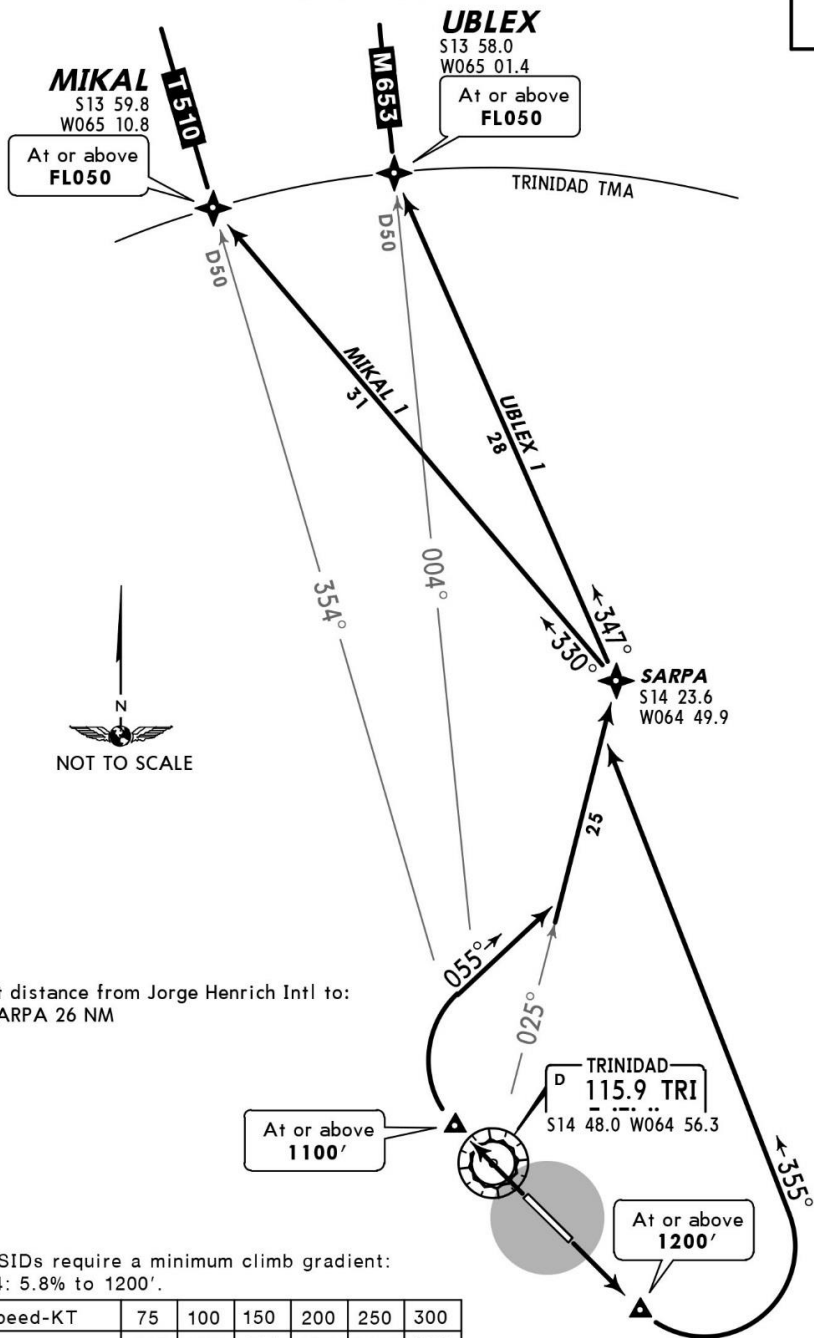 UBLEX
S13 58.0
W065 01.4
At or above
FL050
MIKAL
S13 59.8
W065 10.8
At or above
FL050
T510
M653
TRINIDAD TMA
D50
D50
MIKAL 1
31
UBLEX 1
28
354°
004°
330°
347°
SARPA
S14 23.6
W064 49.9
N
NOT TO SCALE
25
055°
025°
distance from Jorge Henrich Intl to:
ARPA 26 NM
TRINIDAD
D 115.9 TRI
S14 48.0 W064 56.3
At or above
1100'
355°
At or above
1200'
SIDs require a minimum climb gradient:
: 5.8% to 1200'.
peed-KT 75 100 150 200 250 300